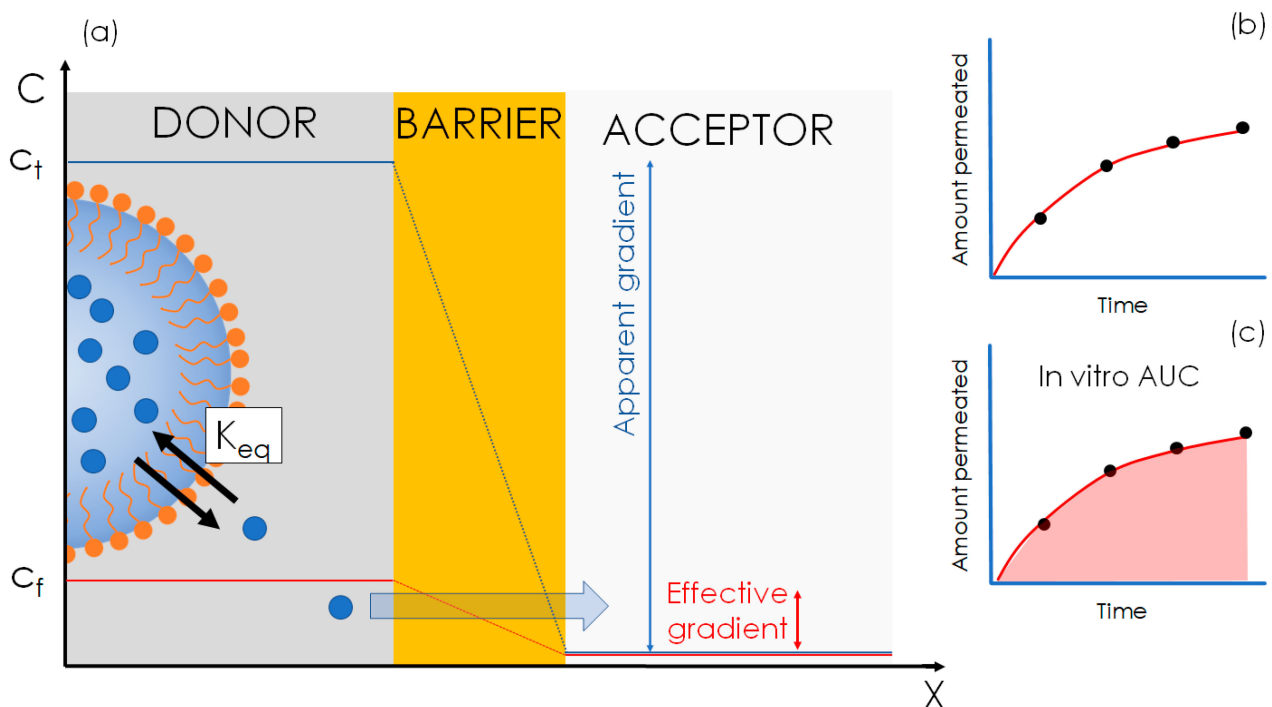 (a)
C
DONOR
BARRIER
ACCEPTOR
Ct
Apparent gradient
Keq
Cf
Effective
gradient
X
(b)
Amount permeated
Time
(c)
In vitro AUC
Amount permeated
Time